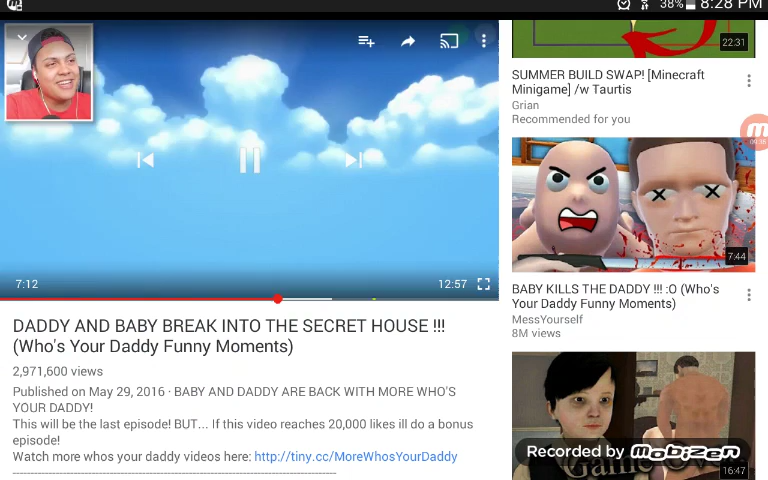 38% 8:28 PM
7:12
12:57
DADDY AND BABY BREAK INTO THE SECRET HOUSE !!!
(Who's Your Daddy Funny Moments)
2,971,600 views
Published on May 29, 2016 · BABY AND DADDY ARE BACK WITH MORE WHO'S
YOUR DADDY!
This will be the last episode! BUT... If this video reaches 20,000 likes ill do a bonus
episode!
Watch more whos your daddy videos here: http://tiny.cc/MoreWhosYourDaddy
22:31
SUMMER BUILD SWAP! [Minecraft
Minigame] /w Taurtis
Grian
Recommended for you
7:44
BABY KILLS THE DADDY !!! :O (Who's
Your Daddy Funny Moments)
MessYourself
8M views
Recorded by MOBIZEN
16:47